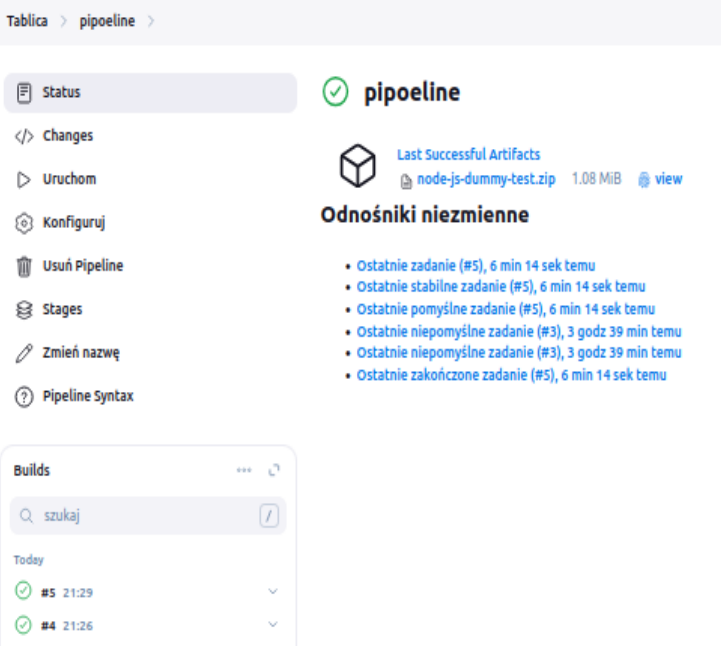 Tablica > pipoeline >
Status
Changes
Uruchom
Konfiguruj
Usuń Pipeline
Stages
Zmień nazwę
Pipeline Syntax
Builds
szukaj /
Today
#5 21:29
#4 21:26
pipoeline
Last Successful Artifacts
node-js-dummy-test.zip 1.08 MiB view
Odnośniki niezmienne
• Ostatnie zadanie (#5), 6 min 14 sek temu
• Ostatnie stabilne zadanie (#5), 6 min 14 sek temu
• Ostatnie pomyślne zadanie (#5), 6 min 14 sek temu
• Ostatnie niepomyślne zadanie (#3), 3 godz 39 min temu
• Ostatnie niepomyślne zadanie (#3), 3 godz 39 min temu
• Ostatnie zakończone zadanie (#5), 6 min 14 sek temu